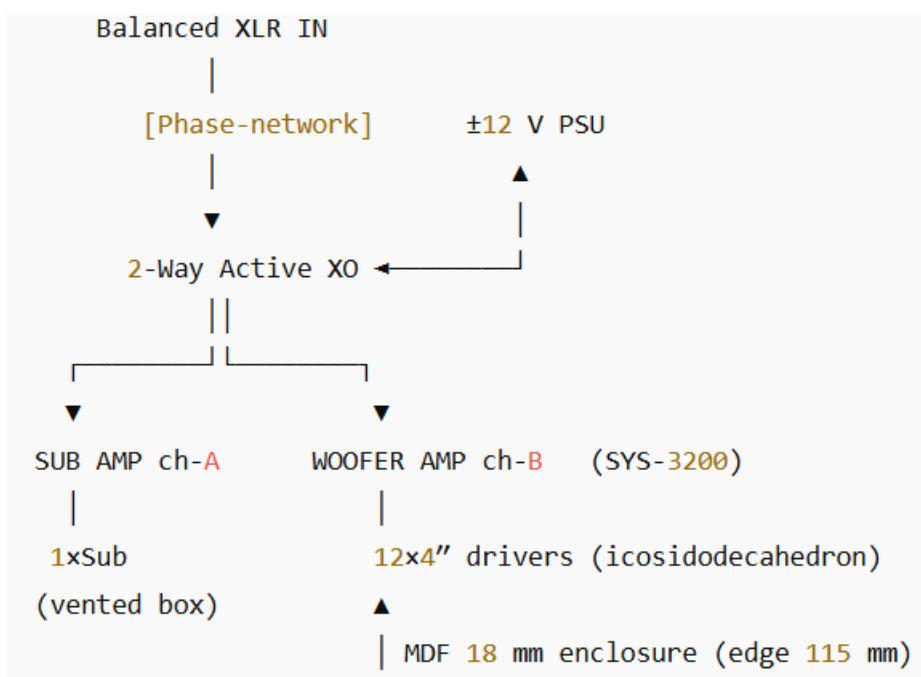 Balanced XLR IN
[Phase-network] ±12 V PSU
2-Way Active XO
SUB AMP ch-A WOOFER AMP ch-B (SYS-3200)
1×Sub 12×4″ drivers (icosidodecahedron)
(vented box)
MDF 18 mm enclosure (edge 115 mm)